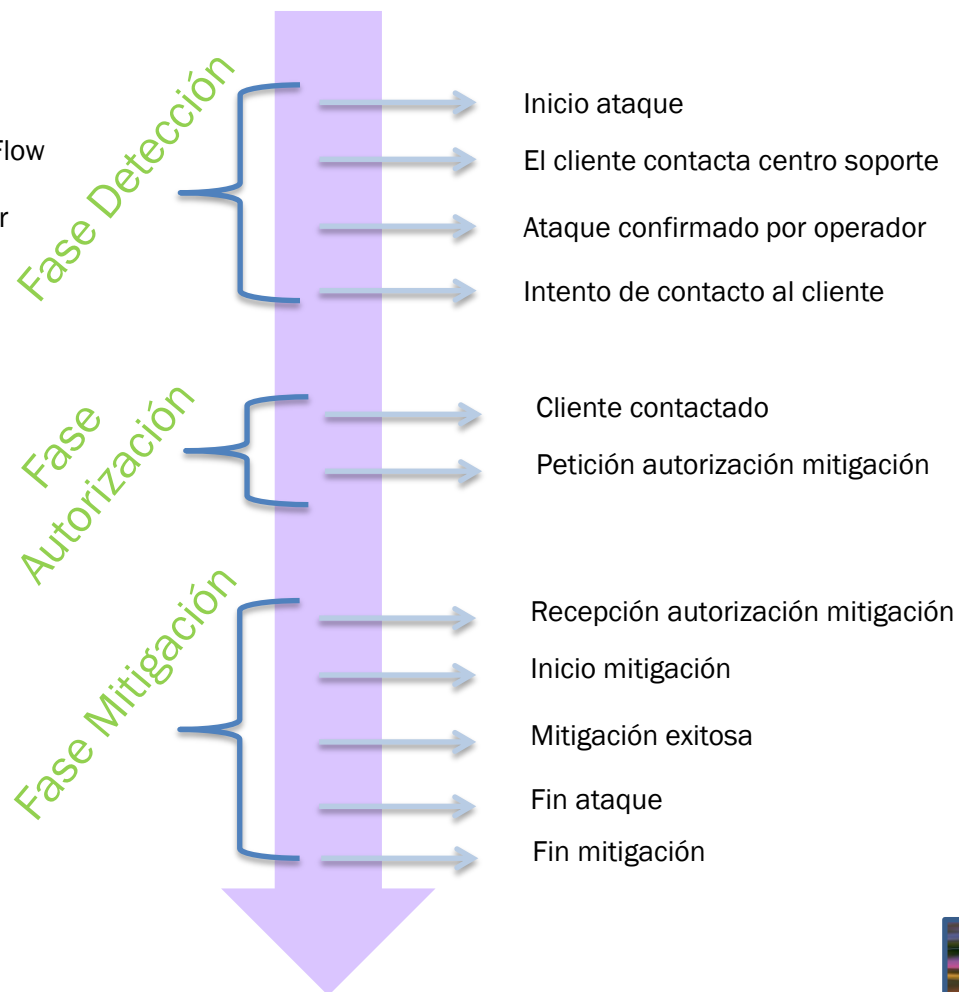 Fase Detección
Flow
r
Inicio ataque
El cliente contacta centro soporte
Ataque confirmado por operador
Intento de contacto al cliente
Fase
Autorización
Cliente contactado
Petición autorización mitigación
Fase Mitigación
Recepción autorización mitigación
Inicio mitigación
Mitigación exitosa
Fin ataque
Fin mitigación